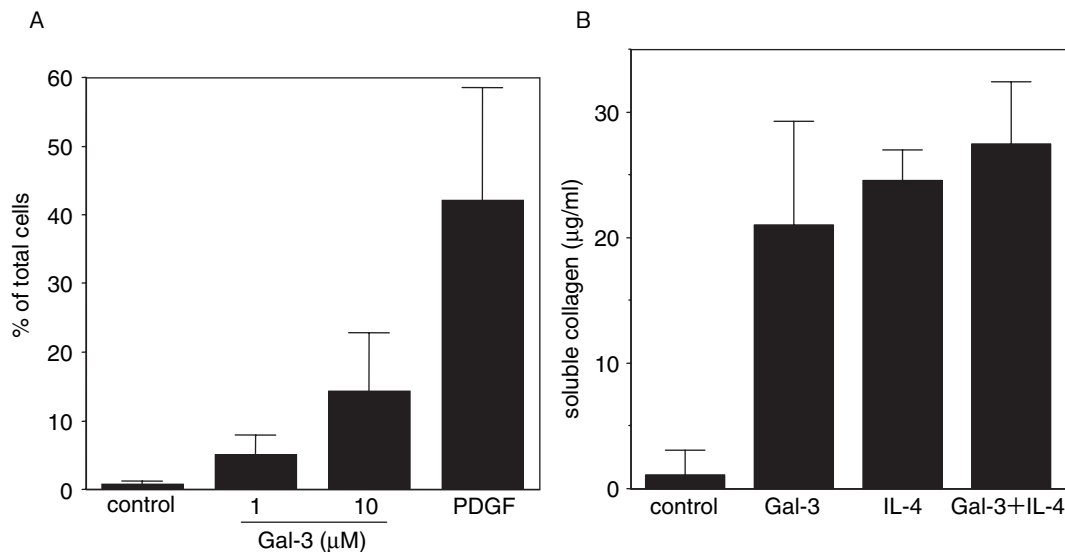 A
% of total cells
60
50
40
30
20
10
0
control
1
10
PDGF
Gal-3 (μM)
B
soluble collagen (μg/ml)
30
20
10
0
control
Gal-3
IL-4
Gal-3+IL-4